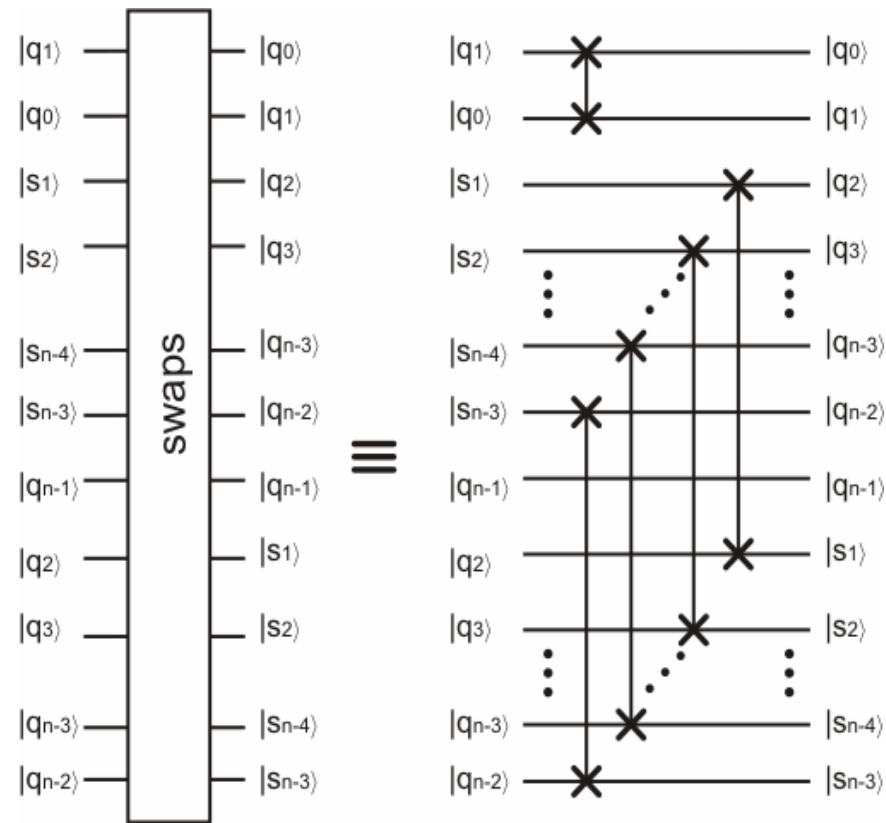 |q1⟩ |q0⟩ |q1⟩ |q0⟩
|q0⟩ |q1⟩ |q0⟩ |q1⟩
|s1⟩ |q2⟩ |s1⟩ |q2⟩
|s2⟩ |q3⟩ |s2⟩ |q3⟩
|sn-4⟩ |qn-3⟩ |sn-4⟩ |qn-3⟩
|sn-3⟩ |qn-2⟩ |sn-3⟩ |qn-2⟩
swaps
≡
|qn-1⟩ |qn-1⟩ |qn-1⟩ |qn-1⟩
|q2⟩ |s1⟩ |q2⟩ |s1⟩
|q3⟩ |s2⟩ |q3⟩ |s2⟩
|qn-3⟩ |sn-4⟩ |qn-3⟩ |sn-4⟩
|qn-2⟩ |sn-3⟩ |qn-2⟩ |sn-3⟩